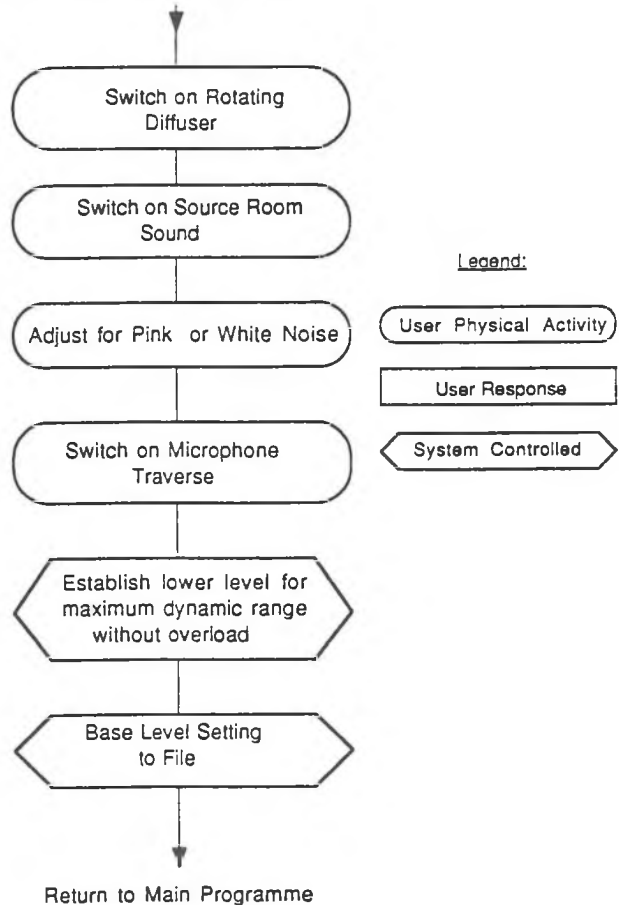 Switch on Rotating
Diffuser
Switch on Source Room
Sound
Adjust for Pink or White Noise
Switch on Microphone
Traverse
Establish lower level for
maximum dynamic range
without overload
Base Level Setting
to File
Return to Main Programme
Legend:
User Physical Activity
User Response
System Controlled